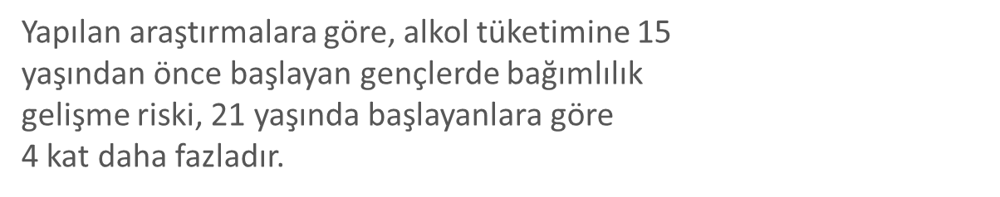 Yapılan araştırmalara göre, alkol tüketimine 15
yaşından önce başlayan gençlerde bağımlılık
gelişme riski, 21 yaşında başlayanlara göre
4 kat daha fazladır.